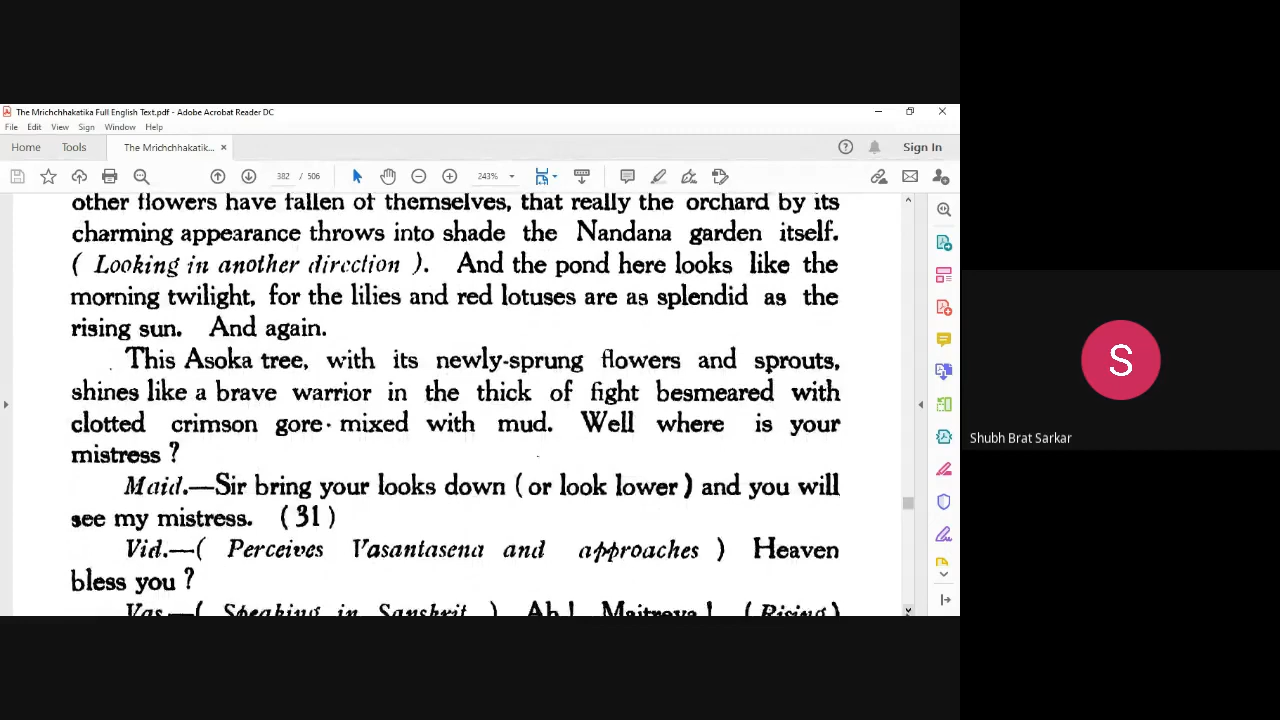 The Mrichchhakatika Full English Text.pdf - Adobe Acrobat Reader DC
File Edit View Sign Window Help
Home Tools The Mrichchhakatik... × Sign In
382 / 506 243%
other flowers have fallen of themselves, that really the orchard by its
charming appearance throws into shade the Nandana garden itself.
( Looking in another direction ). And the pond here looks like the
morning twilight, for the lilies and red lotuses are as splendid as the
rising sun. And again.
This Asoka tree, with its newly-sprung flowers and sprouts,
shines like a brave warrior in the thick of fight besmeared with
clotted crimson gore· mixed with mud. Well where is your
mistress ?
Maid.—Sir bring your looks down ( or look lower ) and you will
see my mistress. ( 31 )
Vid.—( Perceives Vasantasena and approaches ) Heaven
bless you ?
Vas.—( Speaking in Sanskrit ) Ah ! Maitreya ! ( Rising )
S
Shubh Brat Sarkar